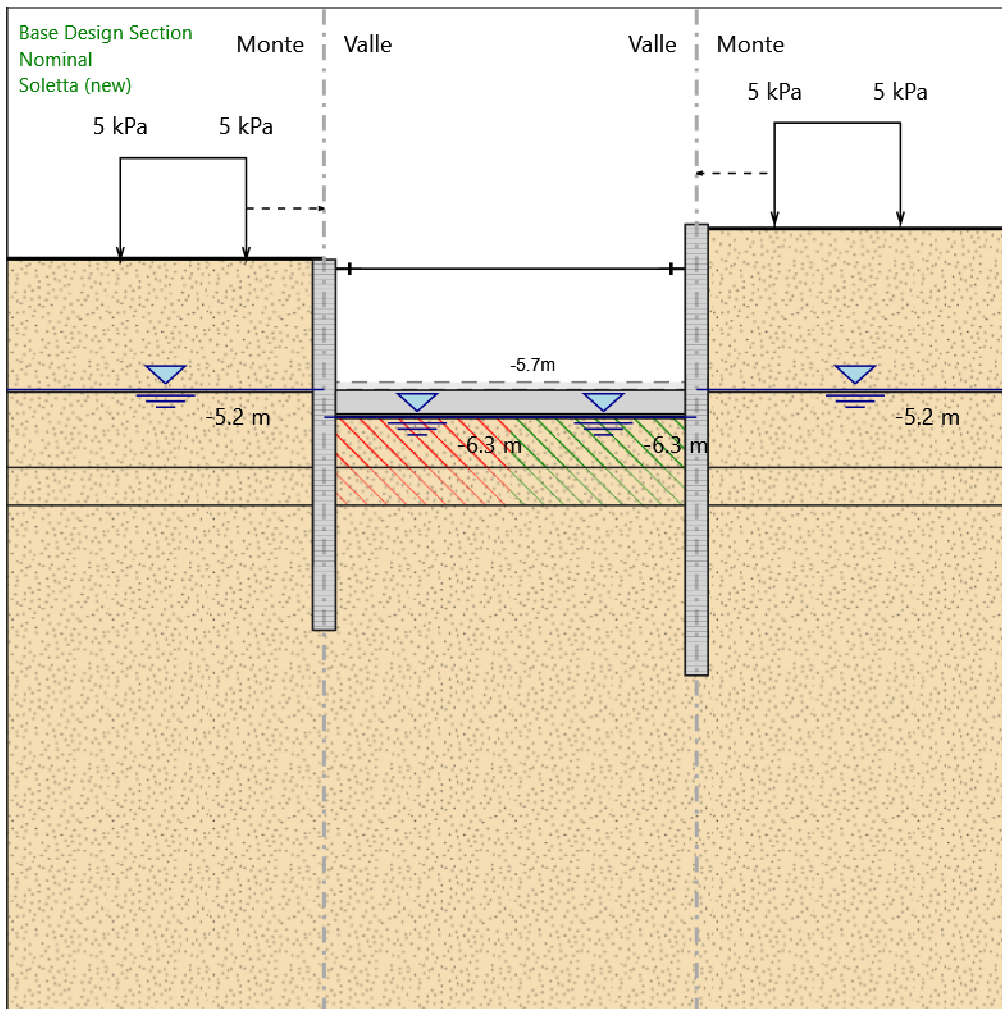 Base Design Section
Nominal
Soletta (new)
Monte
Valle
Valle
Monte
5 kPa
5 kPa
5 kPa
5 kPa
-5.7m
-5.2 m
-6.3 m
-6.3 m
-5.2 m